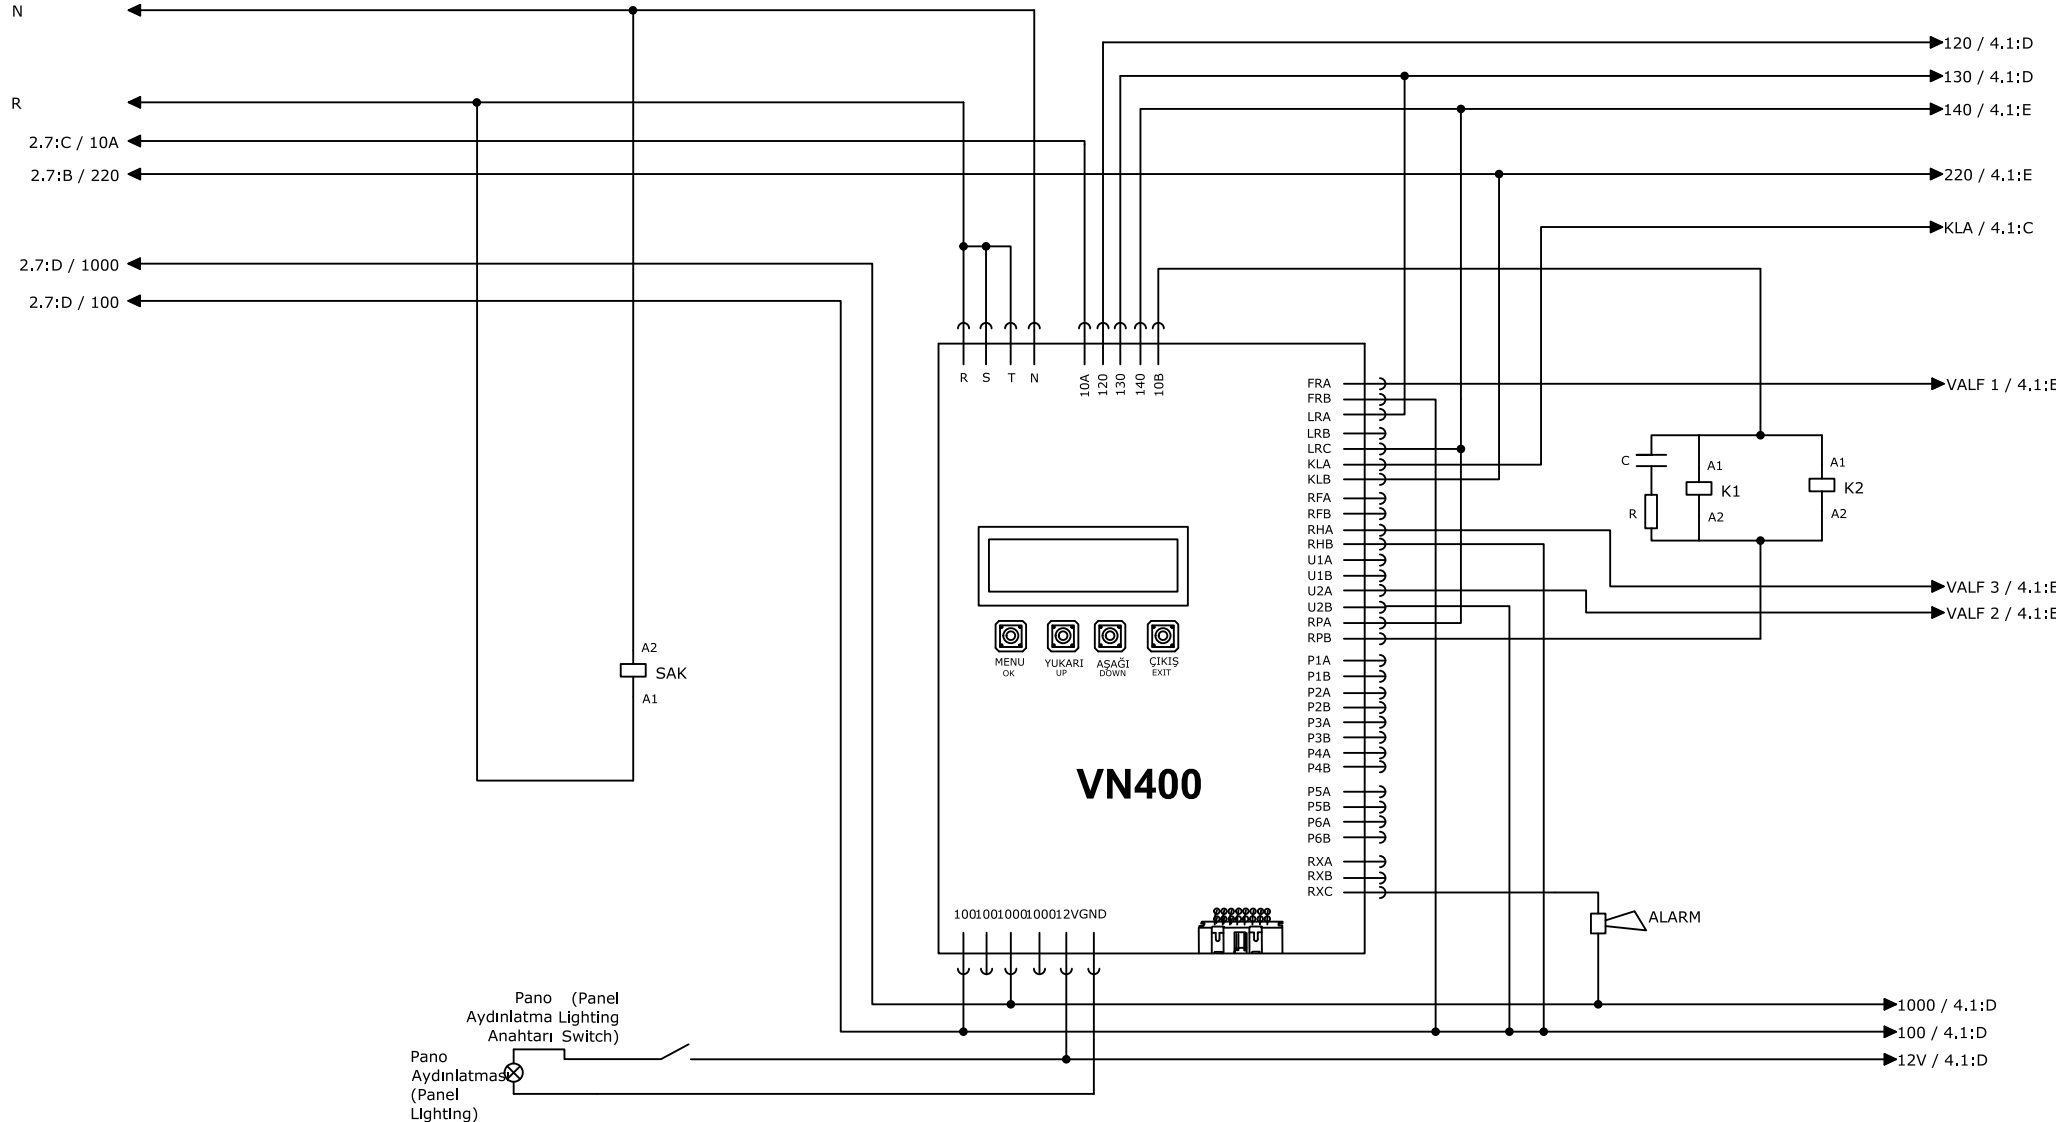 N
120 / 4.1:D
130 / 4.1:D
R
140 / 4.1:E
2.7:C / 10A
2.7:B / 220
220 / 4.1:E
KLA / 4.1:C
2.7:D / 1000
2.7:D / 100
R S T N
10A 120 130 140 10B
FRA
VALF 1 / 4.1:E
FRB
LRA
LRB
LRC
KLA
KLB
RFA
RFB
RHA
RHB
U1A
U1B
U2A
U2B
RPA
RPB
C
A1
K1
A2
R
A1
K2
A2
VALF 3 / 4.1:E
VALF 2 / 4.1:E
MENU
OK
YUKARI
UP
AŞAĞI
DOWN
ÇIKIŞ
EXIT
A2
SAK
A1
P1A
P1B
P2A
P2B
P3A
P3B
P4A
P4B
P5A
P5B
P6A
P6B
VN400
RXA
RXB
RXC
ALARM
100 100 1000 1000 12V GND
Pano (Panel
Aydınlatma Lighting
Anahtarı Switch)
1000 / 4.1:D
100 / 4.1:D
12V / 4.1:D
Pano
Aydınlatması
(Panel
Lighting)